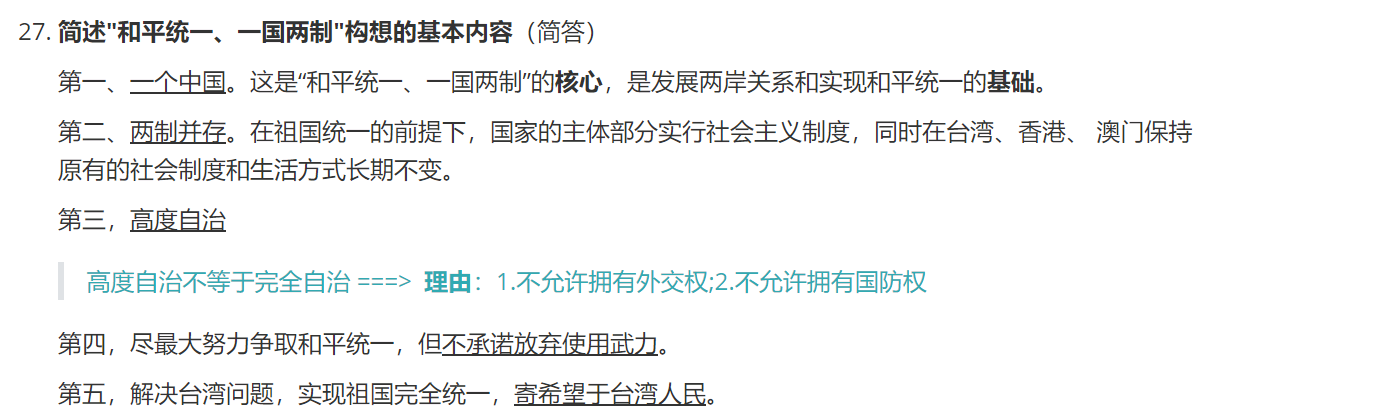 27. 简述"和平统一、一国两制"构想的基本内容（简答）
第一、一个中国。这是“和平统一、一国两制”的核心，是发展两岸关系和实现和平统一的基础。
第二、两制并存。在祖国统一的前提下，国家的主体部分实行社会主义制度，同时在台湾、香港、 澳门保持
原有的社会制度和生活方式长期不变。
第三，高度自治
高度自治不等于完全自治 ===> 理由：1.不允许拥有外交权;2.不允许拥有国防权
第四，尽最大努力争取和平统一，但不承诺放弃使用武力。
第五，解决台湾问题，实现祖国完全统一，寄希望于台湾人民。